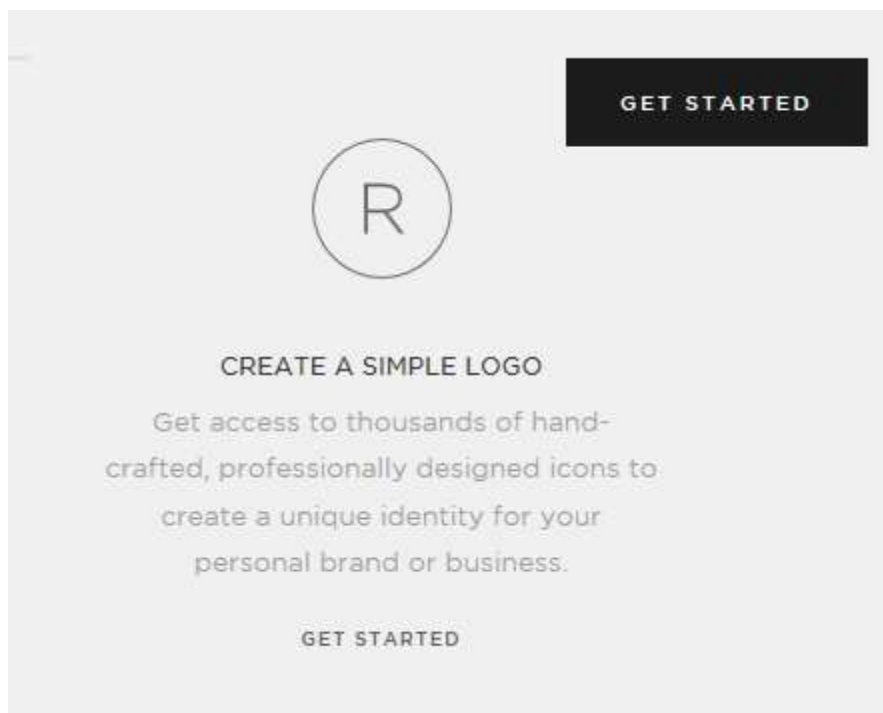 GET STARTED
R
CREATE A SIMPLE LOGO
Get access to thousands of hand-
crafted, professionally designed icons to
create a unique identity for your
personal brand or business.
GET STARTED